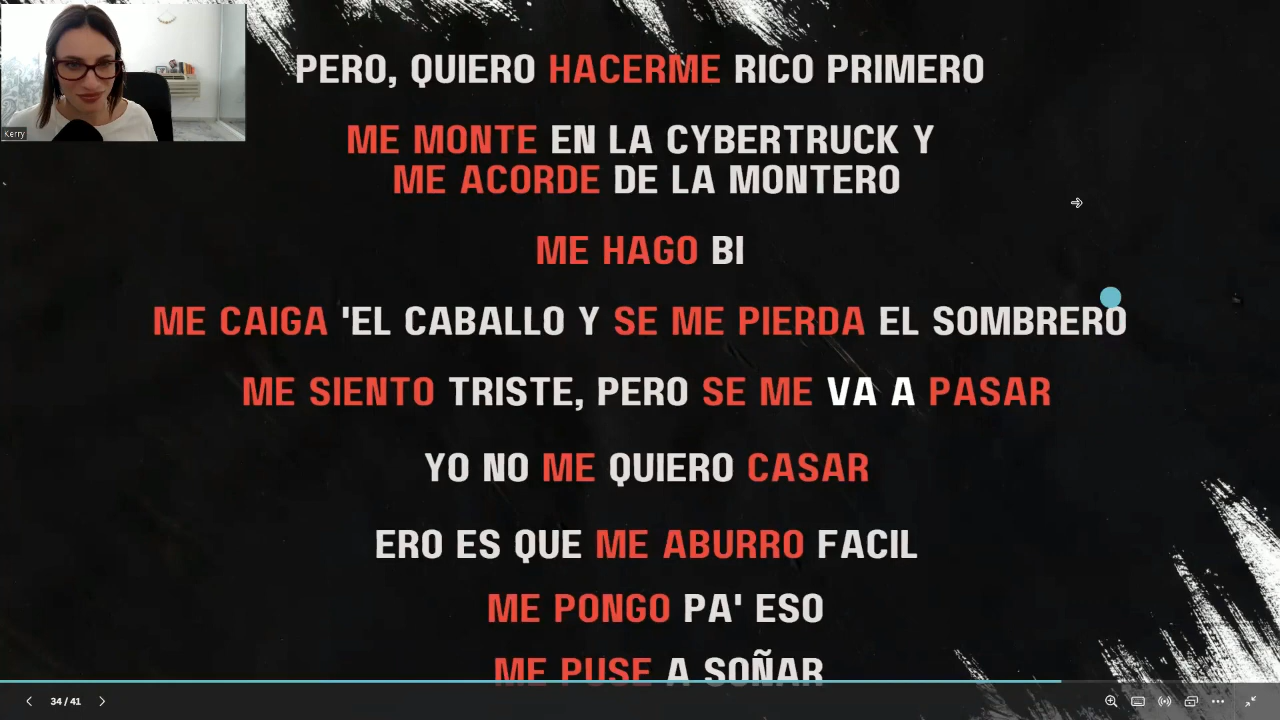 PERO, QUIERO HACERME RICO PRIMERO
ME MONTE EN LA CYBERTRUCK Y
ME ACORDE DE LA MONTERO
ME HAGO BI
ME CAIGA 'EL CABALLO Y SE ME PIERDA EL SOMBRERO
ME SIENTO TRISTE, PERO SE ME VA A PASAR
YO NO ME QUIERO CASAR
ERO ES QUE ME ABURRO FACIL
ME PONGO PA' ESO
ME PUSE A SOÑAR
Kerry
34 / 41